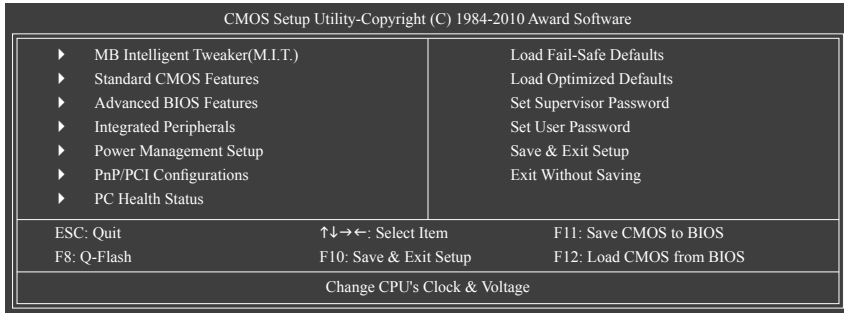 CMOS Setup Utility-Copyright (C) 1984-2010 Award Software
MB Intelligent Tweaker(M.I.T.)
Standard CMOS Features
Advanced BIOS Features
Integrated Peripherals
Power Management Setup
PnP/PCI Configurations
PC Health Status
Load Fail-Safe Defaults
Load Optimized Defaults
Set Supervisor Password
Set User Password
Save & Exit Setup
Exit Without Saving
ESC: Quit ↑↓→←: Select Item F11: Save CMOS to BIOS
F8: Q-Flash F10: Save & Exit Setup F12: Load CMOS from BIOS
Change CPU's Clock & Voltage